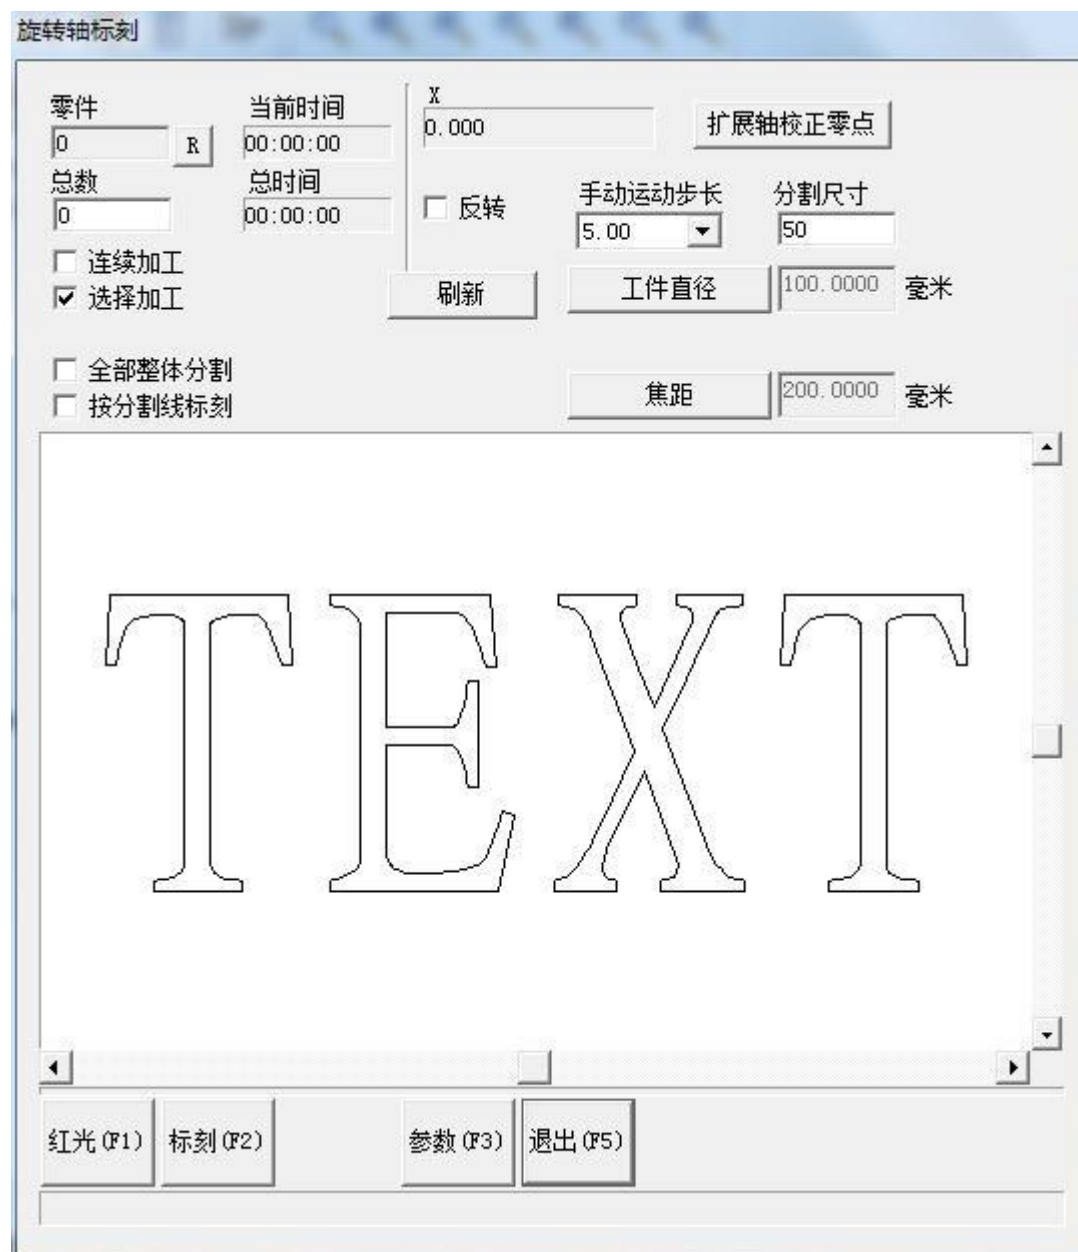 旋转轴标刻
零件 当前时间 X
0 R 00:00:00 0.000 扩展轴校正零点
总数 总时间 手动运动步长 分割尺寸
0 00:00:00 反转 5.00 50
连续加工
选择加工 刷新 工件直径 100.0000 毫米
全部整体分割
按分割线标刻 焦距 200.0000 毫米
TEXT
红光(F1) 标刻(F2) 参数(F3) 退出(F5)